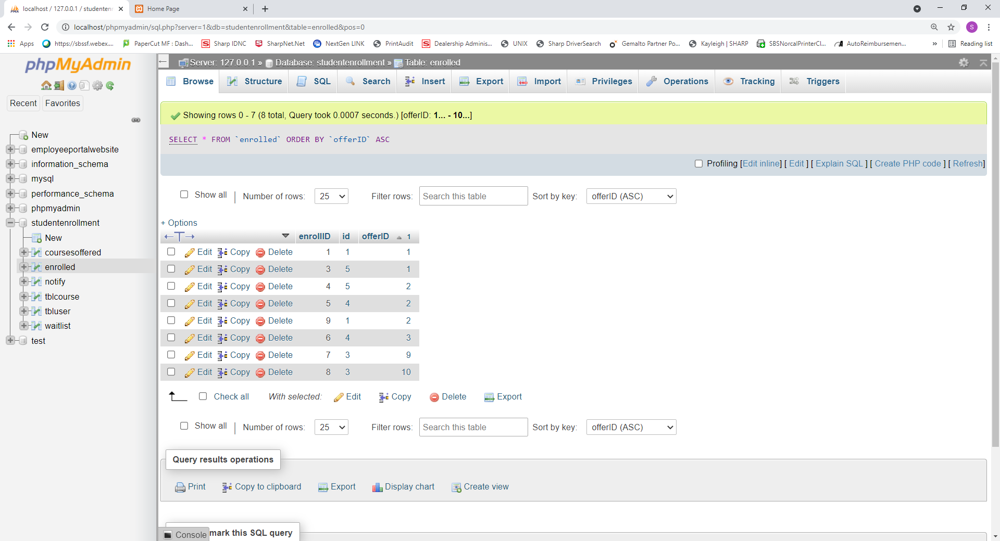 localhost / 127.0.0.1 / studenten
Home Page
localhost/phpmyadmin/sql.php?server=1&db=studentenrollment&table=enrolled&pos=0
S
Apps https://sbssf.webex.... PaperCut MF : Dash... Sharp IDNC SharpNet.Net NextGen LINK PrintAudit Dealership Adminis... UNIX Sharp DriverSearch Gemalto Partner Po... Kayleigh | SHARP SBSNorcalPrinterCl... AutoReimbursemen... » Reading list
phpMyAdmin
Recent Favorites
New
employeeportalwebsite
information_schema
mysql
performance_schema
phpmyadmin
studentenrollment
New
coursesoffered
enrolled
notify
tblcourse
tbluser
waitlist
test
Server: 127.0.0.1 » Database: studentenrollment » Table: enrolled
Browse Structure SQL Search Insert Export Import Privileges Operations Tracking Triggers
Showing rows 0 - 7 (8 total, Query took 0.0007 seconds.) [offerID: 1... - 10...]
SELECT * FROM `enrolled` ORDER BY `offerID` ASC
Profiling [Edit inline] [ Edit ] [ Explain SQL ] [ Create PHP code ] [ Refresh]
Show all | Number of rows: 25 Filter rows: Search this table Sort by key: offerID (ASC)
+ Options
←T→ enrollID id offerID 1
Edit Copy Delete 1 1 1
Edit Copy Delete 3 5 1
Edit Copy Delete 4 5 2
Edit Copy Delete 5 4 2
Edit Copy Delete 9 1 2
Edit Copy Delete 6 4 3
Edit Copy Delete 7 3 9
Edit Copy Delete 8 3 10
Check all With selected: Edit Copy Delete Export
Show all | Number of rows: 25 Filter rows: Search this table Sort by key: offerID (ASC)
Query results operations
Print Copy to clipboard Export Display chart Create view
Console mark this SQL query